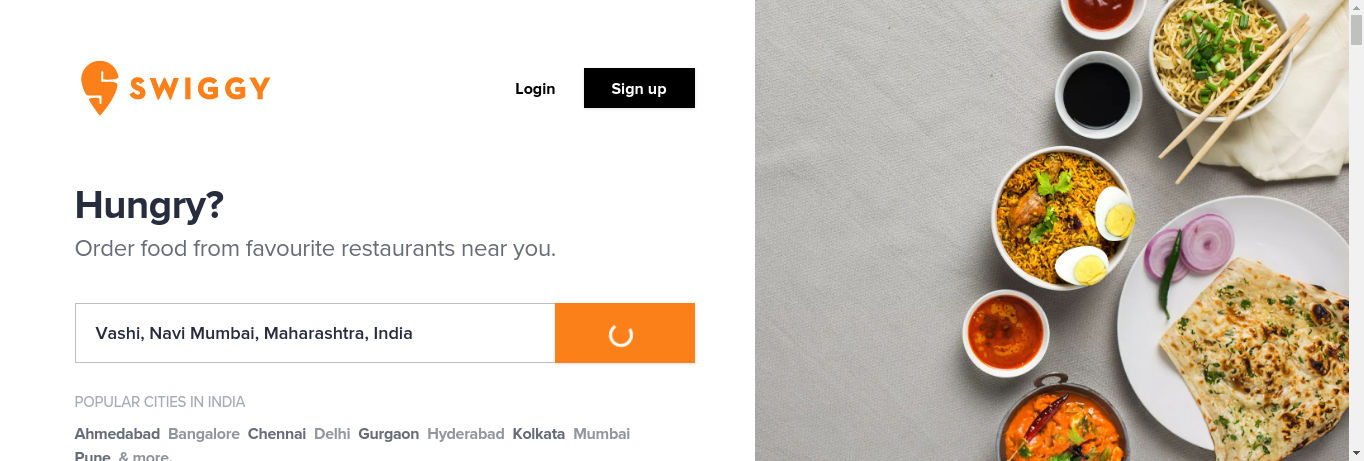 SWIGGY
Login
Sign up
Hungry?
Order food from favourite restaurants near you.
Vashi, Navi Mumbai, Maharashtra, India
POPULAR CITIES IN INDIA
Ahmedabad Bangalore Chennai Delhi Gurgaon Hyderabad Kolkata Mumbai
Pune & more.